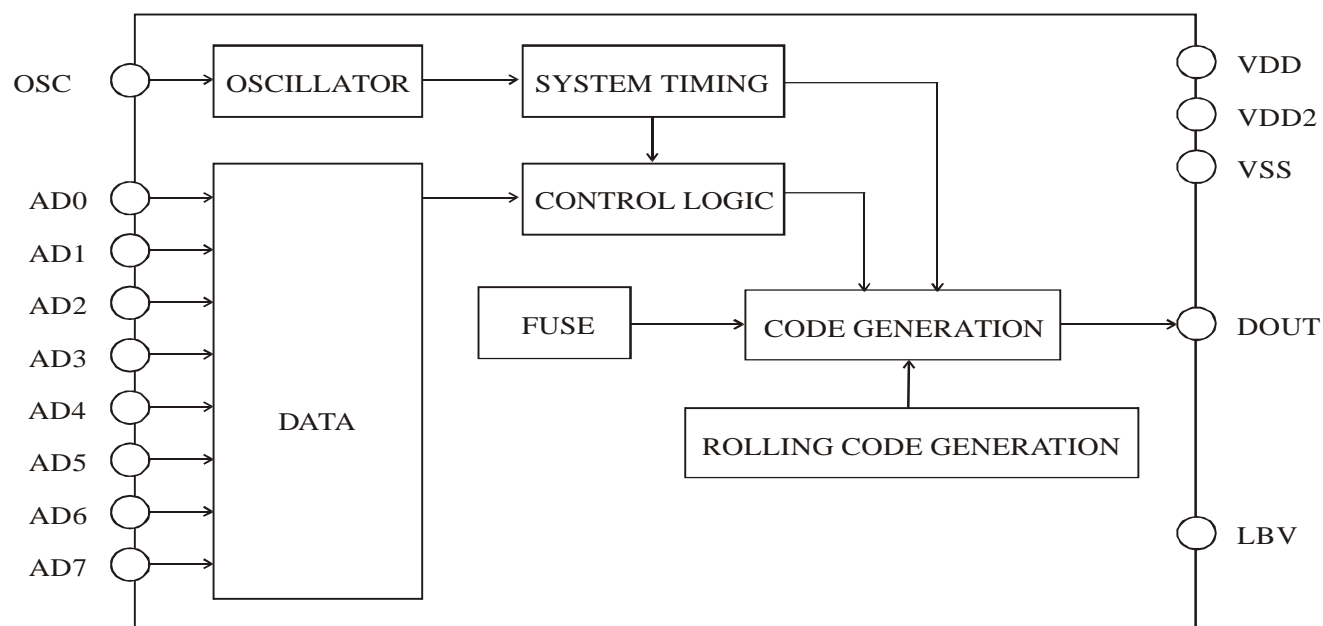 OSC
OSCILLATOR
SYSTEM TIMING
VDD
VDD2
VSS
AD0
AD1
AD2
AD3
AD4
AD5
AD6
AD7
DATA
CONTROL LOGIC
FUSE
CODE GENERATION
DOUT
ROLLING CODE GENERATION
LBV